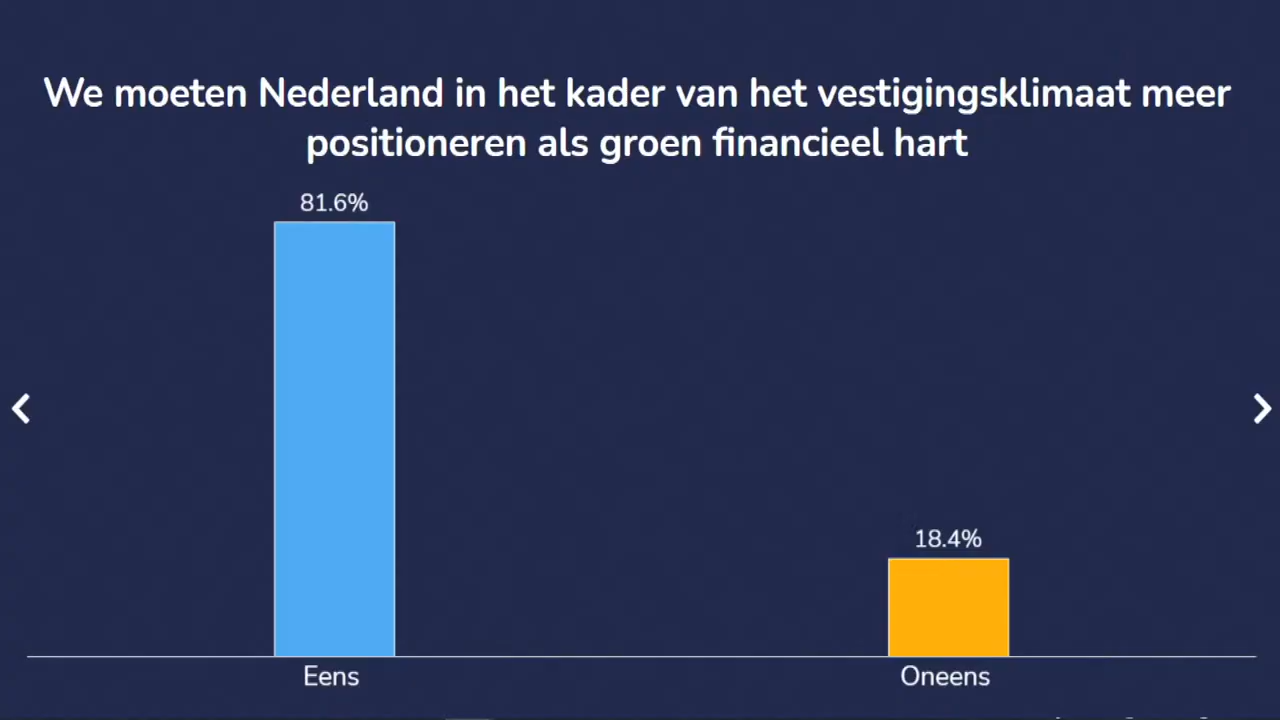 We moeten Nederland in het kader van het vestigingsklimaat meer
positioneren als groen financieel hart
81.6%
18.4%
Eens
Oneens